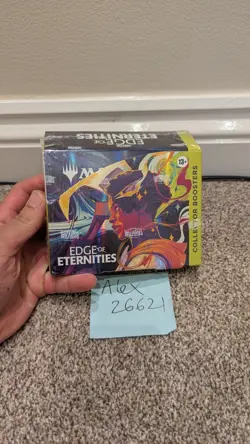 EDGE OF
ETERNITIES
13+
COLLECTOR BOOSTERS
EDGE OF
ETERNITIES
Alex
26621